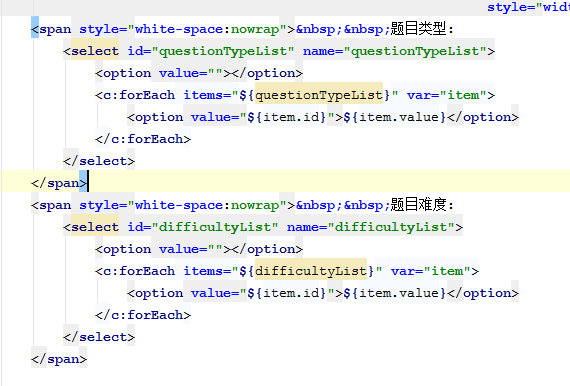 style="widt
<span style="white-space:nowrap">&nbsp;&nbsp;题目类型:
<select id="questionTypeList" name="questionTypeList">
<option value=""></option>
<c:forEach items="${questionTypeList}" var="item">
<option value="${item.id}">${item.value}</option>
</c:forEach>
</select>
</span>
<span style="white-space:nowrap">&nbsp;&nbsp;题目难度:
<select id="difficultyList" name="difficultyList">
<option value=""></option>
<c:forEach items="${difficultyList}" var="item">
<option value="${item.id}">${item.value}</option>
</c:forEach>
</select>
</span>